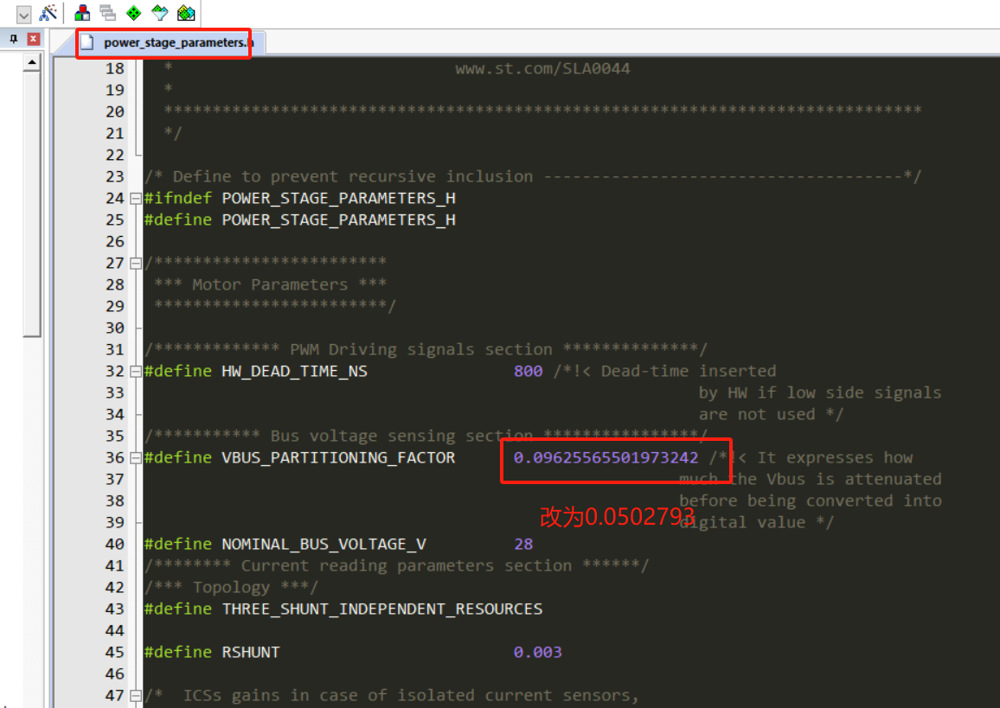 power_stage_parameters.h
18 * www.st.com/SLA0044
19 *
20 ******************************************************************************
21 */
22
23 /* Define to prevent recursive inclusion -------------------------------------*/
24 #ifndef POWER_STAGE_PARAMETERS_H
25 #define POWER_STAGE_PARAMETERS_H
26
27 /************************
28 *** Motor Parameters ***
29 ************************/
30
31 /************* PWM Driving signals section **************/
32 #define HW_DEAD_TIME_NS 800 /*!< Dead-time inserted
33 by HW if low side signals
34 are not used */
35 /*********** Bus voltage sensing section ****************/
36 #define VBUS_PARTITIONING_FACTOR 0.09625565501973242 /*!< It expresses how
37 much the Vbus is attenuated
38 before being converted into
改为0.0502793
39 digital value */
40 #define NOMINAL_BUS_VOLTAGE_V 28
41 /******** Current reading parameters section ******/
42 /*** Topology ***/
43 #define THREE_SHUNT_INDEPENDENT_RESOURCES
44
45 #define RSHUNT 0.003
46
47 /* ICSs gains in case of isolated current sensors,